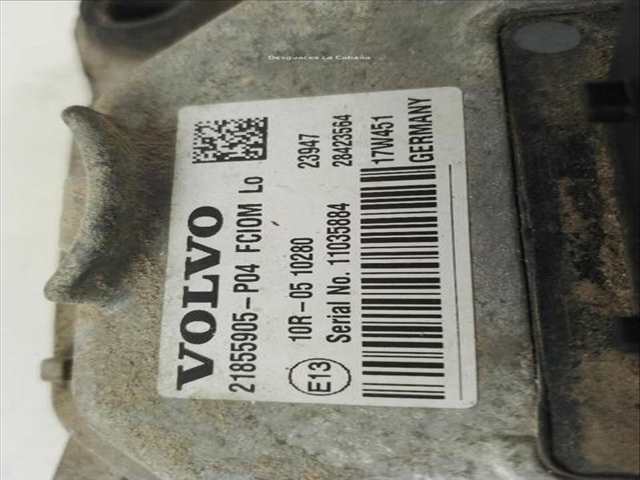 Desguaces La Cabaña
VOLVO
21855905-P04 FCIOM Lo
E13 10R-05 10280 23947
Serial No. 11035884 28423564
17W451
GERMANY